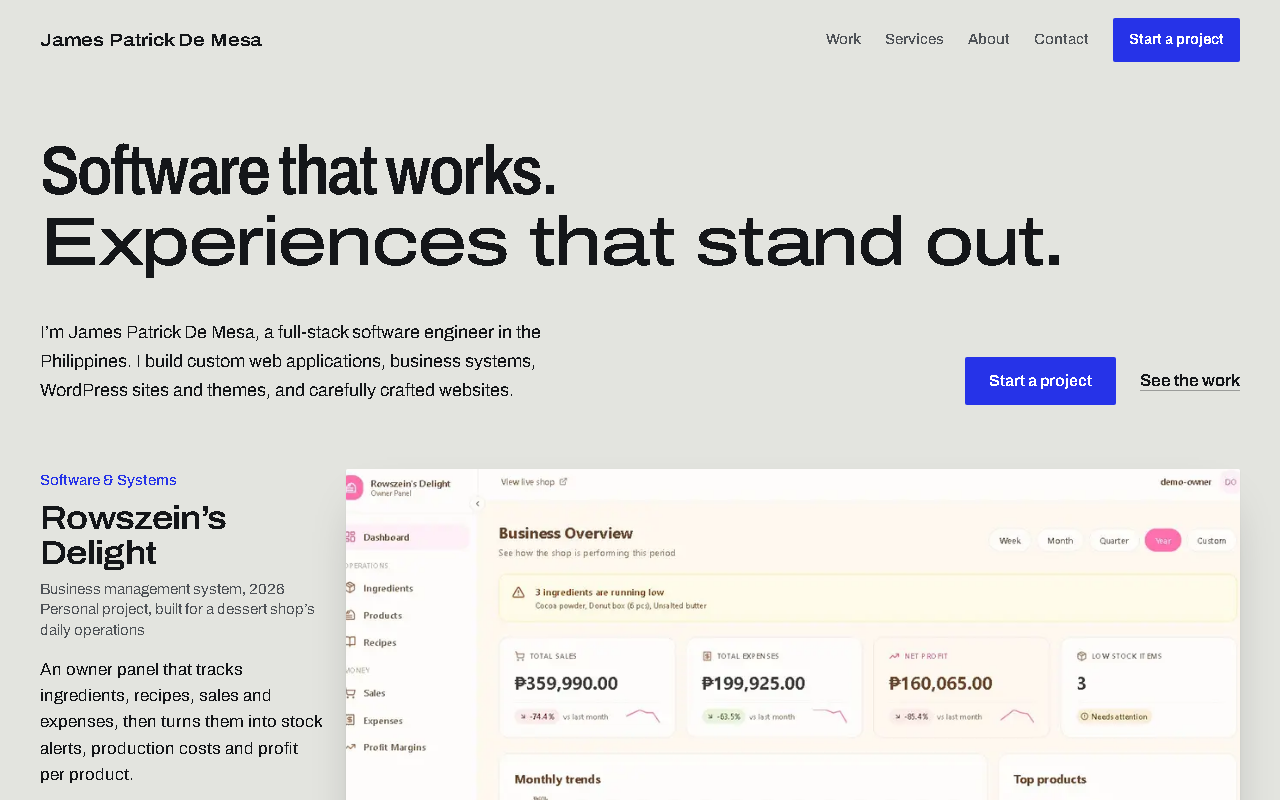 James Patrick De Mesa
Work
Services
About
Contact
Start a project
Software that works.
Experiences that stand out.
I’m James Patrick De Mesa, a full-stack software engineer in the
Philippines. I build custom web applications, business systems,
WordPress sites and themes, and carefully crafted websites.
Start a project
See the work
Software & Systems
Rowszein’s
Delight
Business management system, 2026
Personal project, built for a dessert shop’s
daily operations
An owner panel that tracks
ingredients, recipes, sales and
expenses, then turns them into stock
alerts, production costs and profit
per product.
Rowszein's Delight
Owner Panel
Dashboard
Ingredients
Products
Recipes
Sales
Expenses
Profit Margins
View live shop
demo-owner
DO
Business Overview
See how the shop is performing this period
Week
Month
Quarter
Year
Custom
3 ingredients are running low
Cocoa powder, Donut box (6 pc), Unsalted butter
TOTAL SALES
₱359,990.00
-74.4% vs last month
TOTAL EXPENSES
₱199,925.00
-63.5% vs last month
NET PROFIT
₱160,065.00
-85.4% vs last month
LOW STOCK ITEMS
3
Needs attention
Monthly trends
Top products